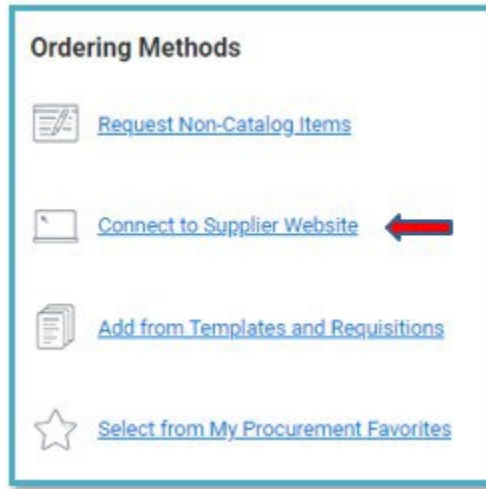 Ordering Methods
Request Non-Catalog Items
Connect to Supplier Website
Add from Templates and Requisitions
Select from My Procurement Favorites